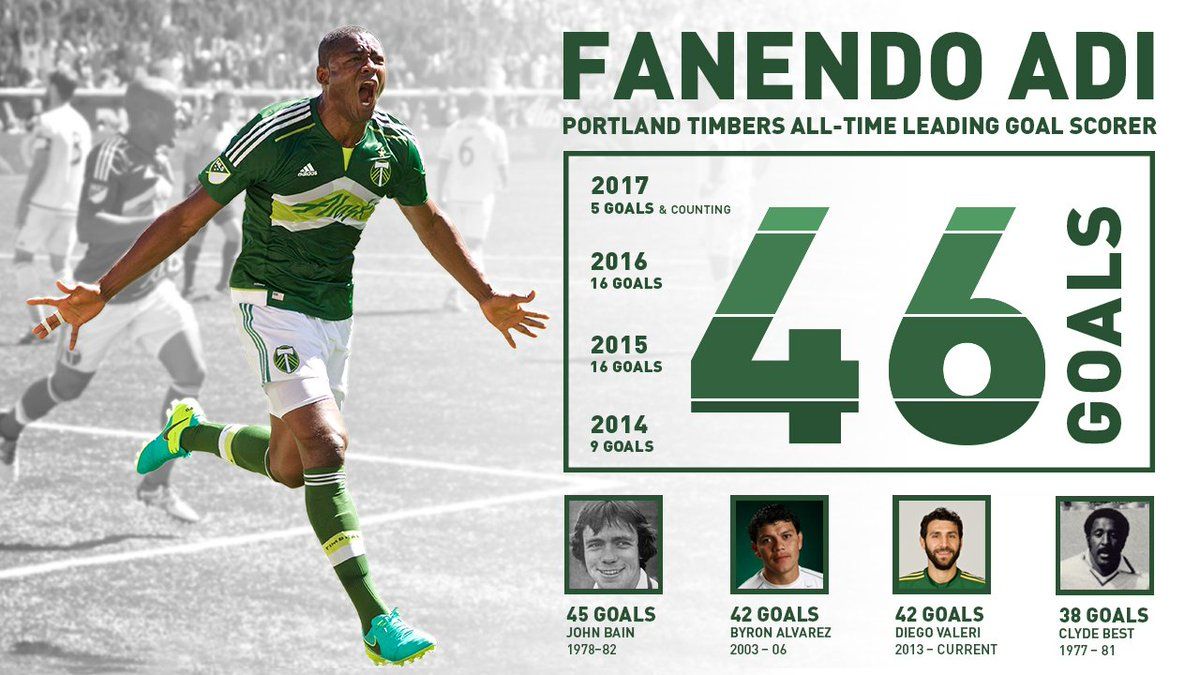 FANENDO ADI
PORTLAND TIMBERS ALL-TIME LEADING GOAL SCORER
2017
5 GOALS & COUNTING
2016
16 GOALS
2015
16 GOALS
2014
9 GOALS
46
GOALS
adidas
6
45 GOALS
JOHN BAIN
1978–82
42 GOALS
BYRON ALVAREZ
2003 – 06
42 GOALS
DIEGO VALERI
2013 – CURRENT
38 GOALS
CLYDE BEST
1977 – 81